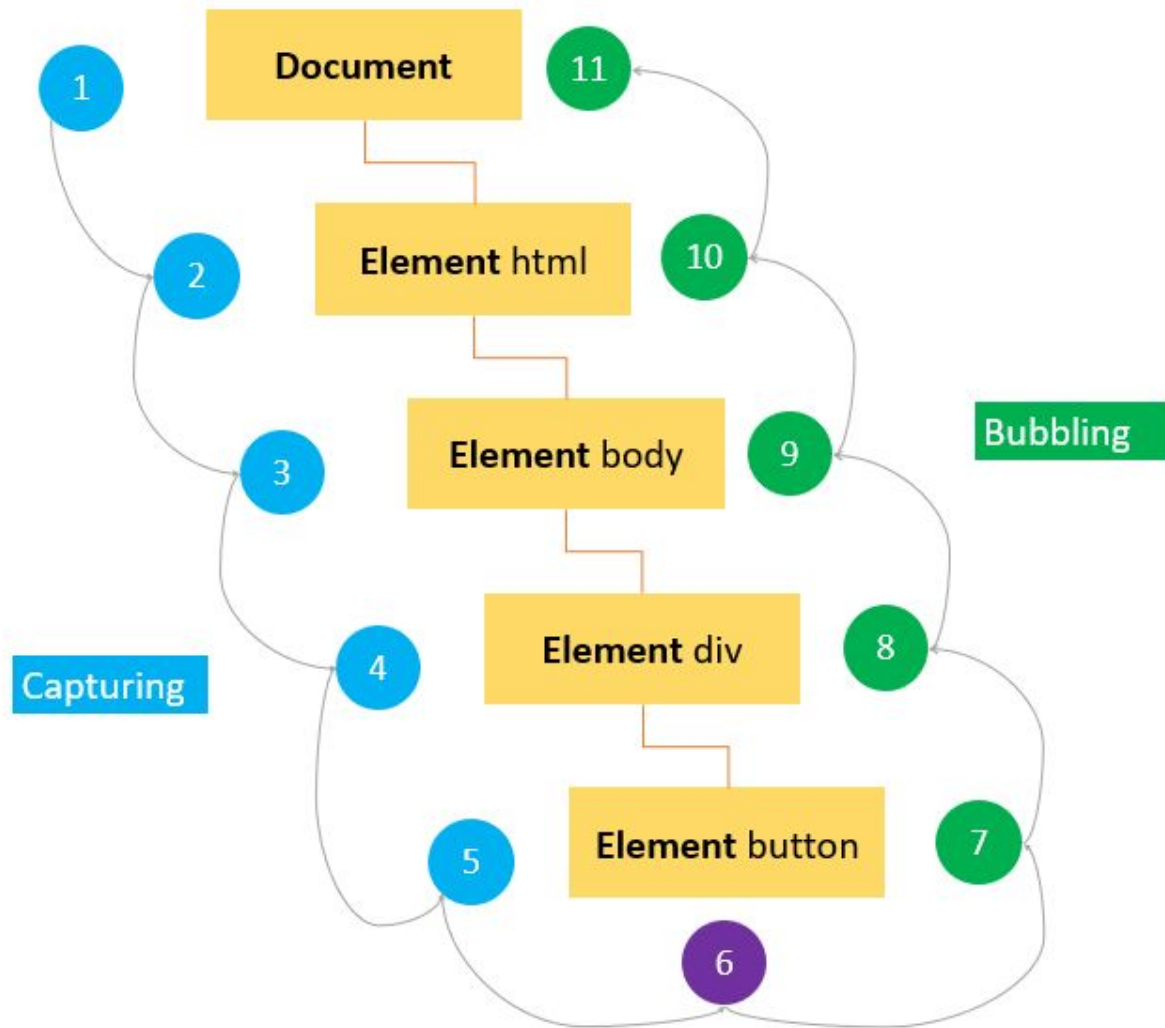 1
Document
11
2
Element html
10
3
Element body
9
Bubbling
Capturing
4
Element div
8
5
Element button
7
6